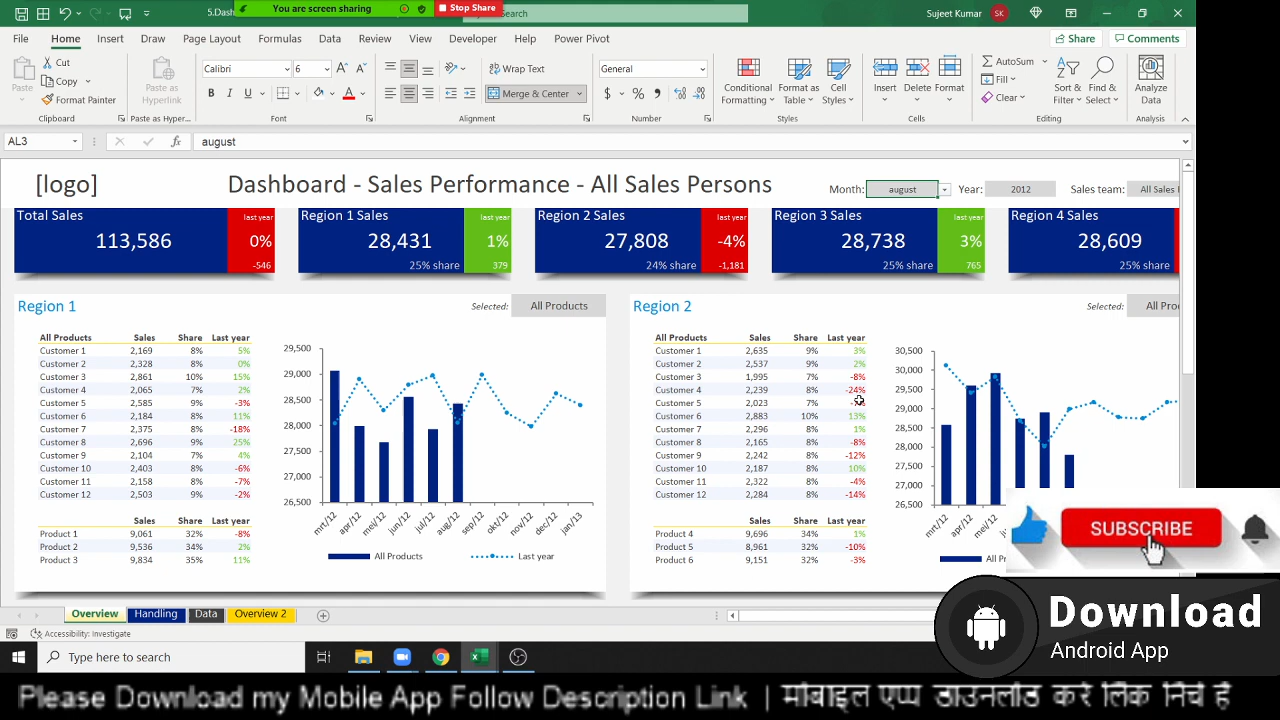 You are screen sharing
Stop Share
5.Dash
Search
Sujeet Kumar
SK
File Home Insert Draw Page Layout Formulas Data Review View Developer Help Power Pivot
Share Comments
Paste
Cut
Copy
Format Painter
Clipboard
Paste as Hyperlink
Paste as Hyper...
Calibri 6
B I U
Font
Wrap Text
Merge & Center
Alignment
General
$ % ,
Number
Conditional Formatting
Format as Table
Cell Styles
Styles
Insert Delete Format
Cells
AutoSum
Fill
Clear
Sort & Filter
Find & Select
Editing
Analyze Data
Analysis
AL3
fx august
[logo] Dashboard - Sales Performance - All Sales Persons
Month: august Year: 2012 Sales team: All Sales
Total Sales last year
113,586 0%
-546
Region 1 Sales last year
28,431 1%
25% share 379
Region 2 Sales last year
27,808 -4%
24% share -1,181
Region 3 Sales last year
28,738 3%
25% share 765
Region 4 Sales
28,609
25% share
Region 1 Selected: All Products
All Products Sales Share Last year
Customer 1 2,169 8% 5%
Customer 2 2,328 8% 0%
Customer 3 2,861 10% 15%
Customer 4 2,065 7% 2%
Customer 5 2,585 9% -3%
Customer 6 2,184 8% 11%
Customer 7 2,375 8% -18%
Customer 8 2,696 9% 25%
Customer 9 2,104 7% 4%
Customer 10 2,403 8% -6%
Customer 11 2,158 8% -7%
Customer 12 2,503 9% -2%
Sales Share Last year
Product 1 9,061 32% -8%
Product 2 9,536 34% 2%
Product 3 9,834 35% 11%
29,500
29,000
28,500
28,000
27,500
27,000
26,500
mrt/12 apr/12 mei/12 jun/12 jul/12 aug/12 sep/12 okt/12 nov/12 dec/12 jan/13
All Products Last year
Region 2 Selected: All Pro
All Products Sales Share Last year
Customer 1 2,635 9% 3%
Customer 2 2,537 9% 2%
Customer 3 1,995 7% -8%
Customer 4 2,239 8% -24%
Customer 5 2,023 7%
Customer 6 2,883 10% 13%
Customer 7 2,296 8% 1%
Customer 8 2,165 8% -8%
Customer 9 2,242 8% -12%
Customer 10 2,187 8% 10%
Customer 11 2,322 8% -4%
Customer 12 2,284 8% -14%
Sales Share Last year
Product 4 9,696 34% 1%
Product 5 8,961 32% -10%
Product 6 9,151 32% -3%
30,500
30,000
29,500
29,000
28,500
28,000
27,500
27,000
26,500
mrt/12 apr/12 mei/12
All P
SUBSCRIBE
Download
Android App
Overview Handling Data Overview 2
Accessibility: Investigate
Type here to search
Please Download my Mobile App Follow Description Link | मोबाइल एप्प डाउनलोड करे लिंक निचे हैं